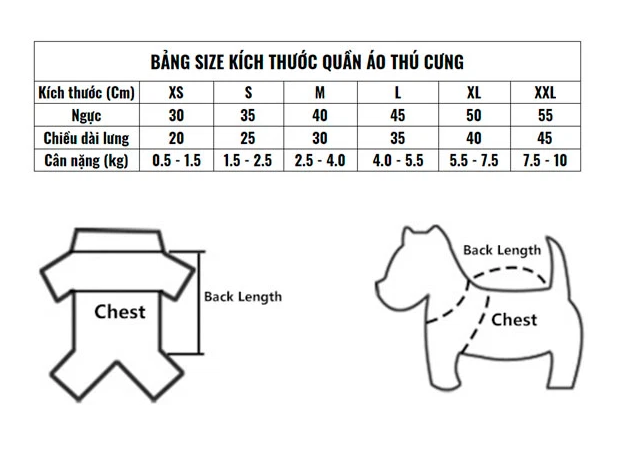 BẢNG SIZE KÍCH THƯỚC QUẦN ÁO THÚ CƯNG
Kích thước (Cm) XS S M L XL XXL
Ngực 30 35 40 45 50 55
Chiều dài lưng 20 25 30 35 40 45
Cân nặng (kg) 0.5 - 1.5 1.5 - 2.5 2.5 - 4.0 4.0 - 5.5 5.5 - 7.5 7.5 - 10
Back Length
Chest
Back Length
Chest